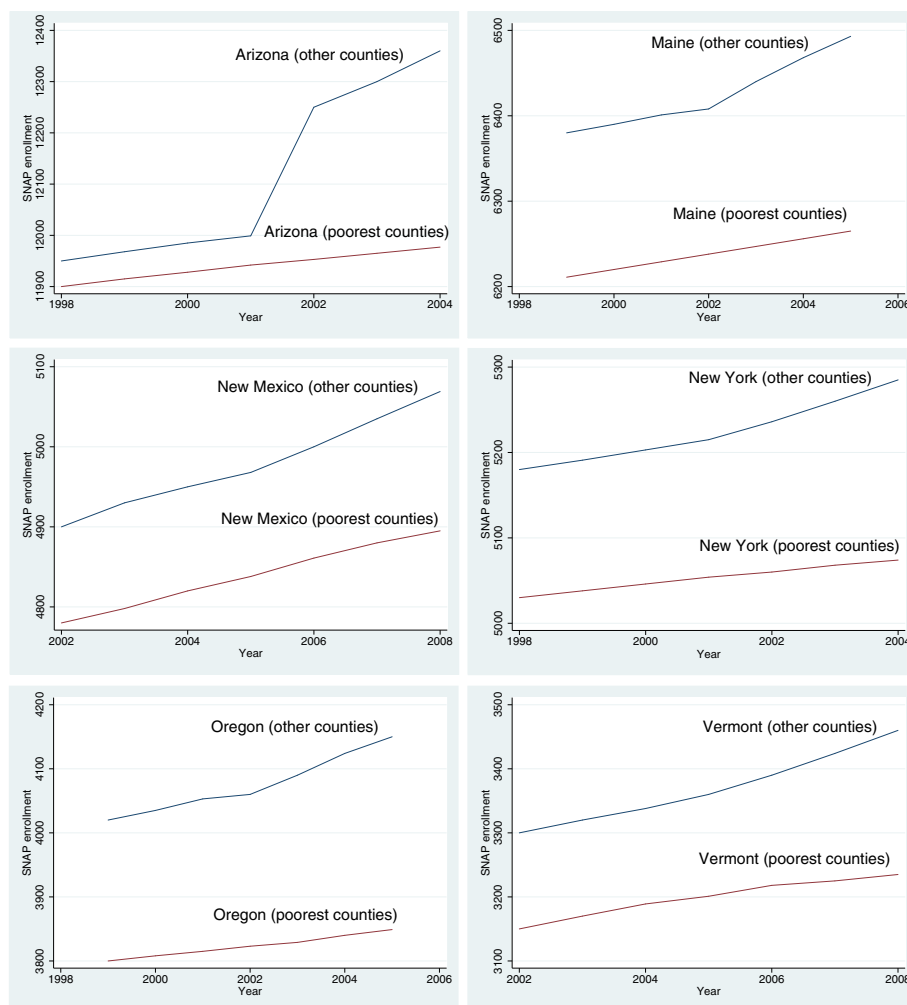 Arizona (other counties)
Arizona (poorest counties)
SNAP enrollment
12400
12300
12200
12100
12000
11900
1998
2000
2002
2004
Year
Maine (other counties)
Maine (poorest counties)
SNAP enrollment
6500
6400
6300
6200
1998
2000
2002
2004
2006
Year
New Mexico (other counties)
New Mexico (poorest counties)
SNAP enrollment
5100
5000
4900
4800
2002
2004
2006
2008
Year
New York (other counties)
New York (poorest counties)
SNAP enrollment
5300
5200
5100
5000
1998
2000
2002
2004
Year
Oregon (other counties)
Oregon (poorest counties)
SNAP enrollment
4200
4100
4000
3900
3800
1998
2000
2002
2004
2006
Year
Vermont (other counties)
Vermont (poorest counties)
SNAP enrollment
3500
3400
3300
3200
3100
2002
2004
2006
2008
Year